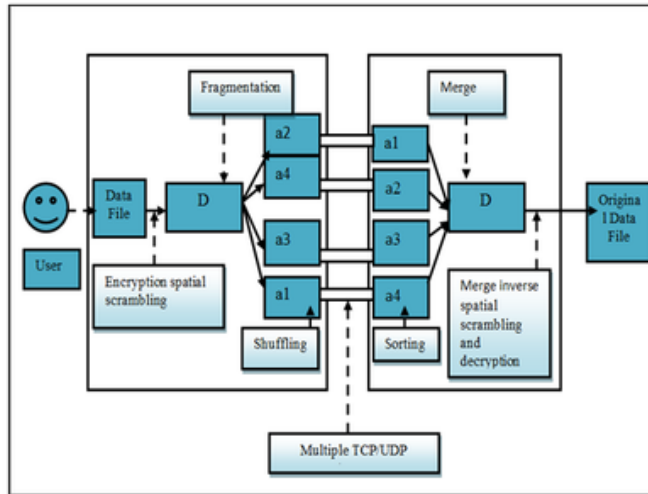 Fragmentation
Merge
a2
a1
a4
a2
Data
File
D
D
Origina
l Data
File
User
a3
a3
Encryption spatial
scrambling
a1
a4
Merge inverse
spatial
scrambling
and
decryption
Shuffling
Sorting
Multiple TCP/UDP